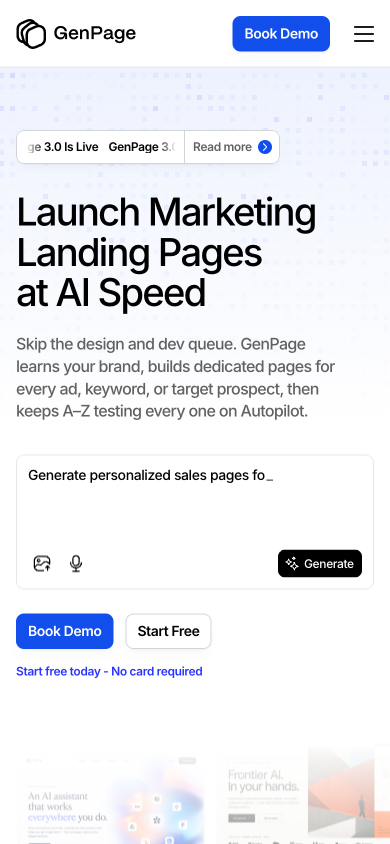 GenPage
Book Demo
ge 3.0 Is Live GenPage 3.0
Read more
Launch Marketing
Landing Pages
at AI Speed
Skip the design and dev queue. GenPage
learns your brand, builds dedicated pages for
every ad, keyword, or target prospect, then
keeps A–Z testing every one on Autopilot.
Generate personalized sales pages fo_
Generate
Book Demo
Start Free
Start free today - No card required
An AI assistant
that works
everywhere you do.
Frontier AI.
In your hands.